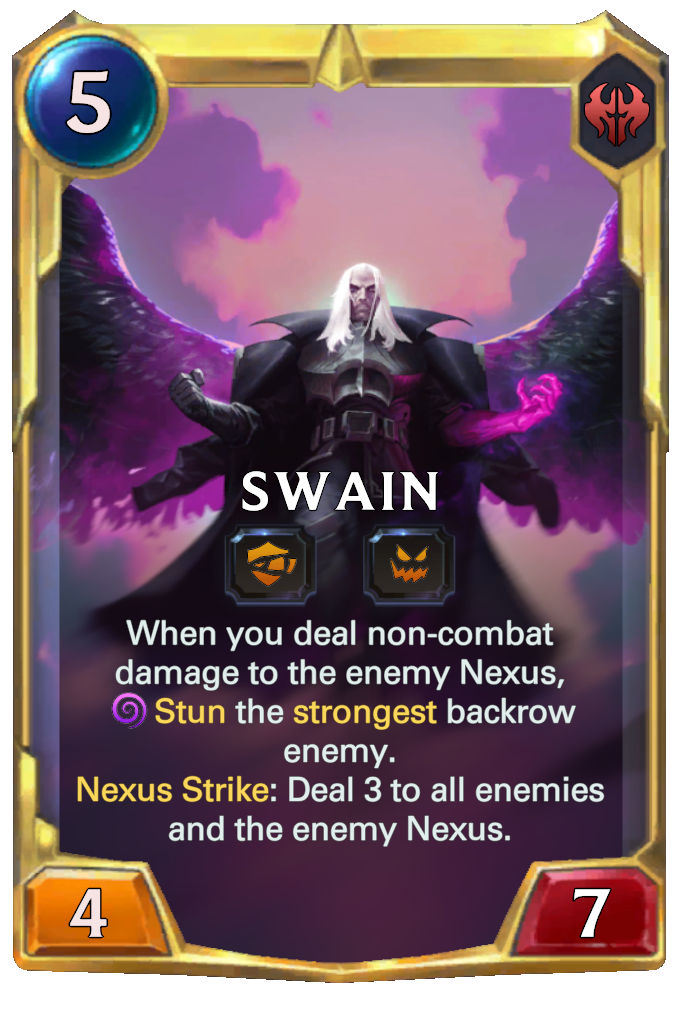 5
SWAIN
When you deal non-combat
damage to the enemy Nexus,
Stun the strongest backrow
enemy.
Nexus Strike: Deal 3 to all enemies
and the enemy Nexus.
4
7